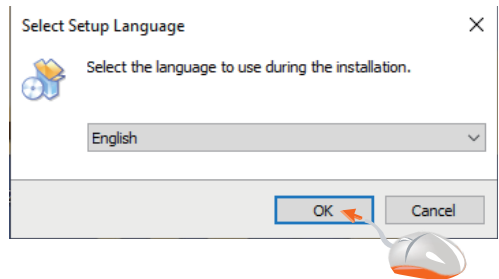 Select Setup Language
Select the language to use during the installation.
English
OK Cancel